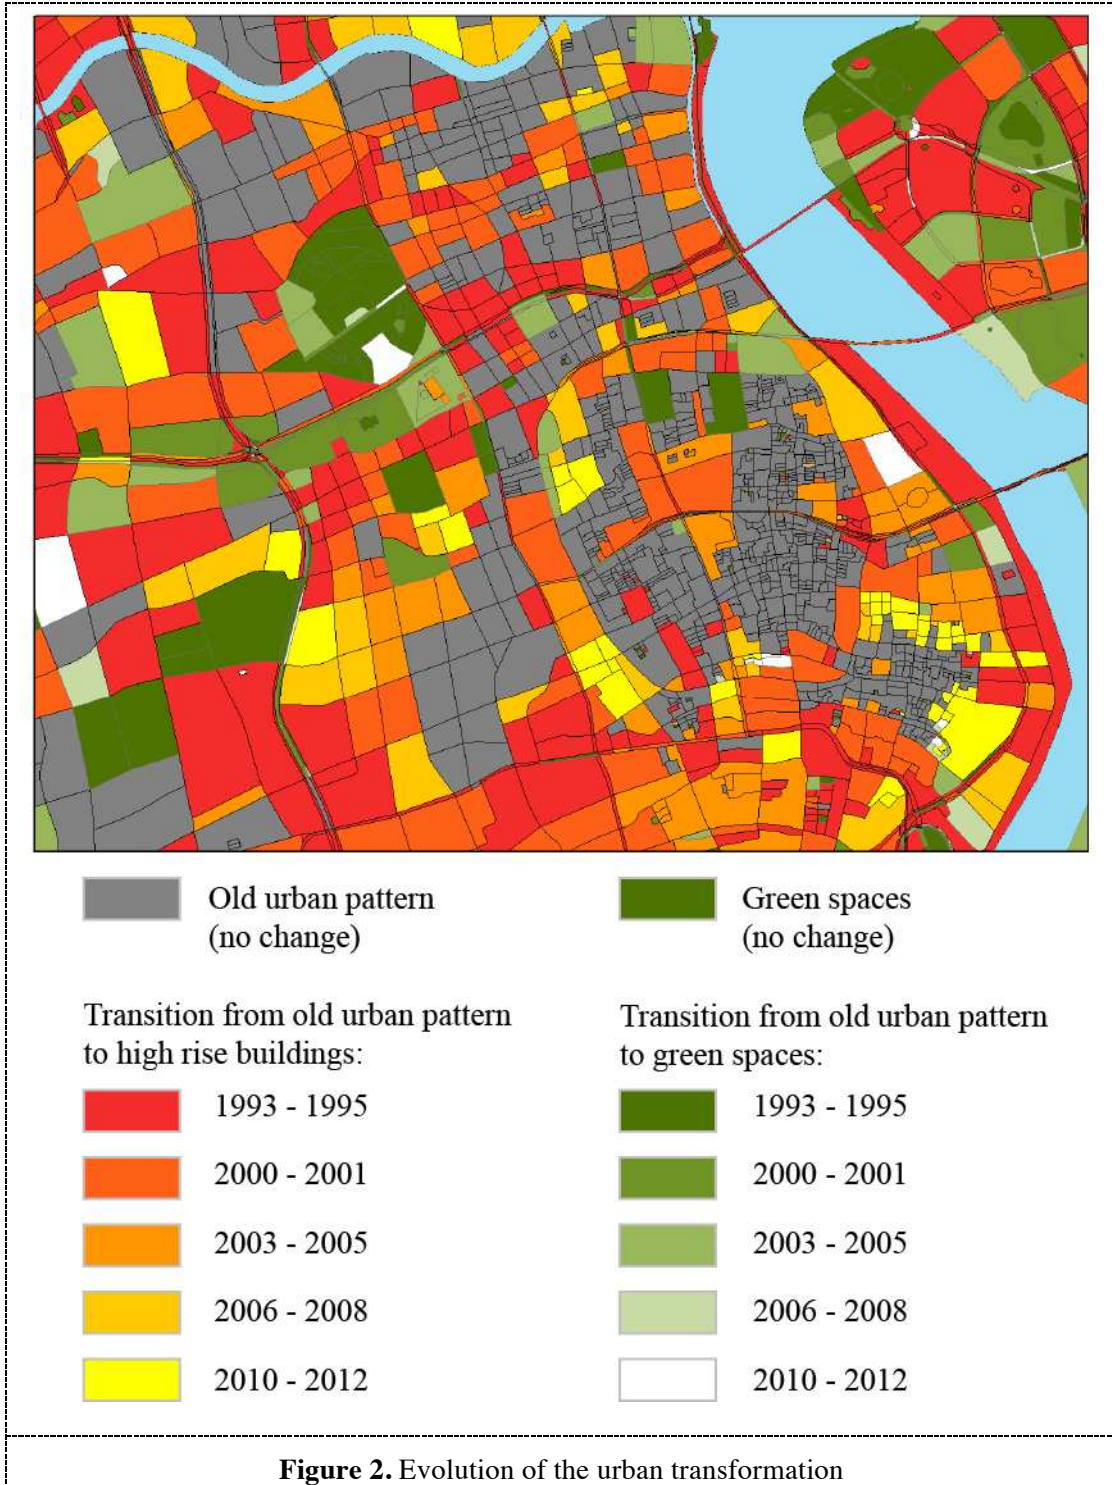 Old urban pattern
(no change)
Green spaces
(no change)
Transition from old urban pattern
to high rise buildings:
1993 - 1995
2000 - 2001
2003 - 2005
2006 - 2008
2010 - 2012
Transition from old urban pattern
to green spaces:
1993 - 1995
2000 - 2001
2003 - 2005
2006 - 2008
2010 - 2012
Figure 2. Evolution of the urban transformation